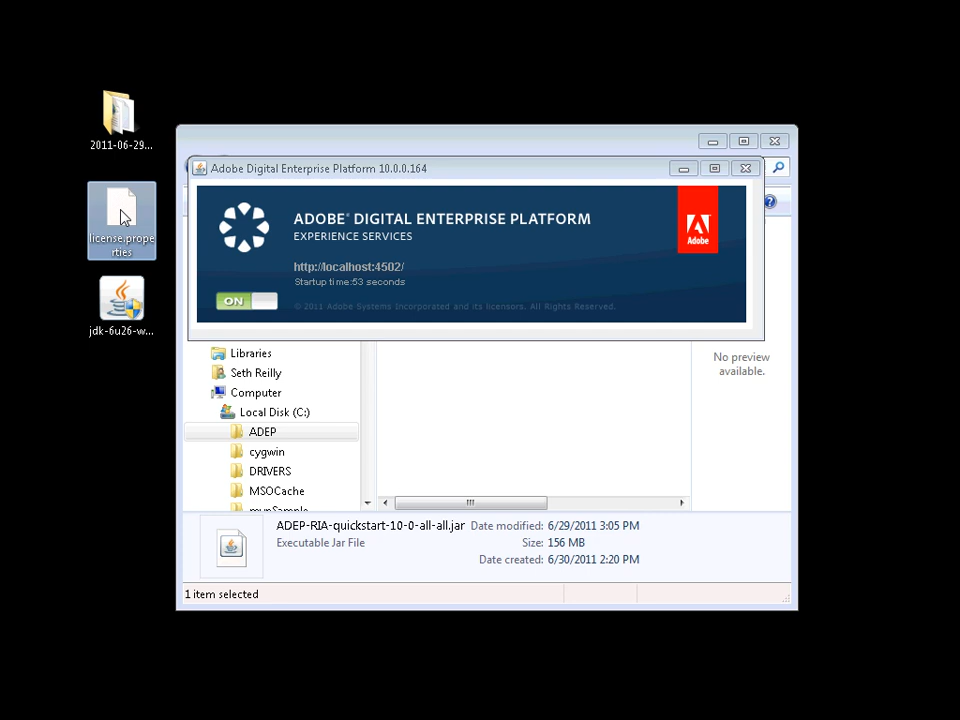 2011-06-29...
license.prope
rties
jdk-6u26-w...
Adobe Digital Enterprise Platform 10.0.0.164
ADOBE® DIGITAL ENTERPRISE PLATFORM
EXPERIENCE SERVICES
http://localhost:4502/
Startup time:53 seconds
ON
© 2011 Adobe Systems Incorporated and its licensors. All Rights Reserved.
Adobe
Libraries
Seth Reilly
Computer
Local Disk (C:)
ADEP
cygwin
DRIVERS
MSOCache
No preview
available.
ADEP-RIA-quickstart-10-0-all-all.jar Date modified: 6/29/2011 3:05 PM
Executable Jar File Size: 156 MB
Date created: 6/30/2011 2:20 PM
1 item selected